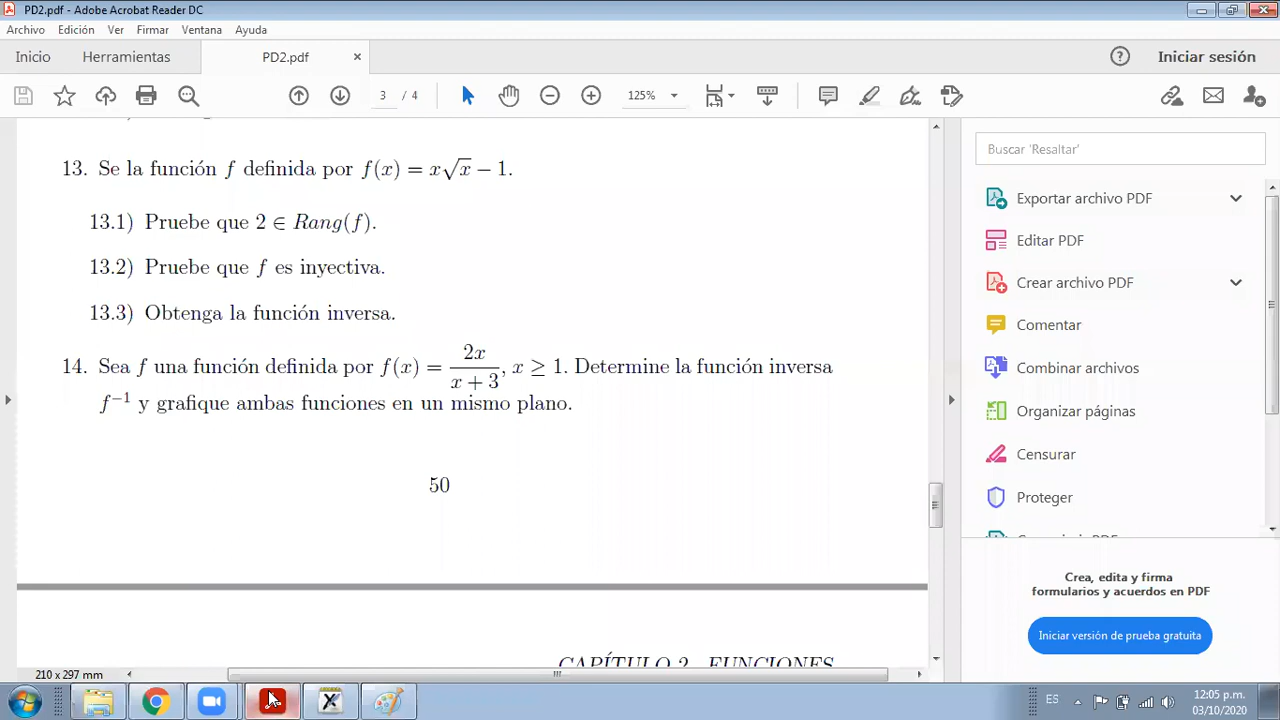 PD2.pdf - Adobe Acrobat Reader DC
Archivo Edición Ver Firmar Ventana Ayuda
Inicio Herramientas PD2.pdf × ? Iniciar sesión
3 / 4 125%
13. Se la función f definida por f(x) = x√x − 1.
13.1) Pruebe que 2 ∈ Rang(f).
13.2) Pruebe que f es inyectiva.
13.3) Obtenga la función inversa.
14. Sea f una función definida por f(x) = 2x/(x + 3), x ≥ 1. Determine la función inversa
f⁻¹ y grafique ambas funciones en un mismo plano.
50
CAPÍTULO 2. FUNCIONES
210 x 297 mm
Buscar 'Resaltar'
Exportar archivo PDF
Editar PDF
Crear archivo PDF
Comentar
Combinar archivos
Organizar páginas
Censurar
Proteger
Crea, edita y firma
formularios y acuerdos en PDF
Iniciar versión de prueba gratuita
ES
12:05 p.m.
03/10/2020